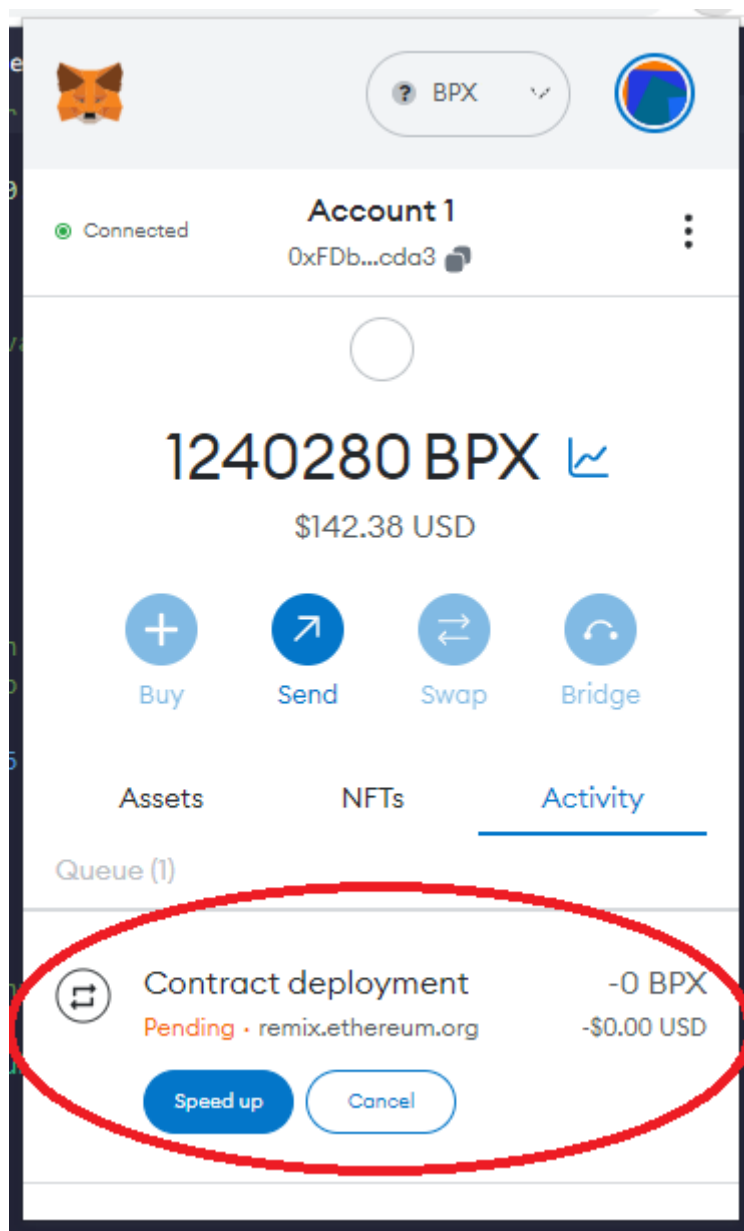 ? BPX
Connected
Account 1
0xFDb...cda3
1240280 BPX
$142.38 USD
Buy Send Swap Bridge
Assets NFTs Activity
Queue (1)
Contract deployment -0 BPX
Pending · remix.ethereum.org -$0.00 USD
Speed up Cancel